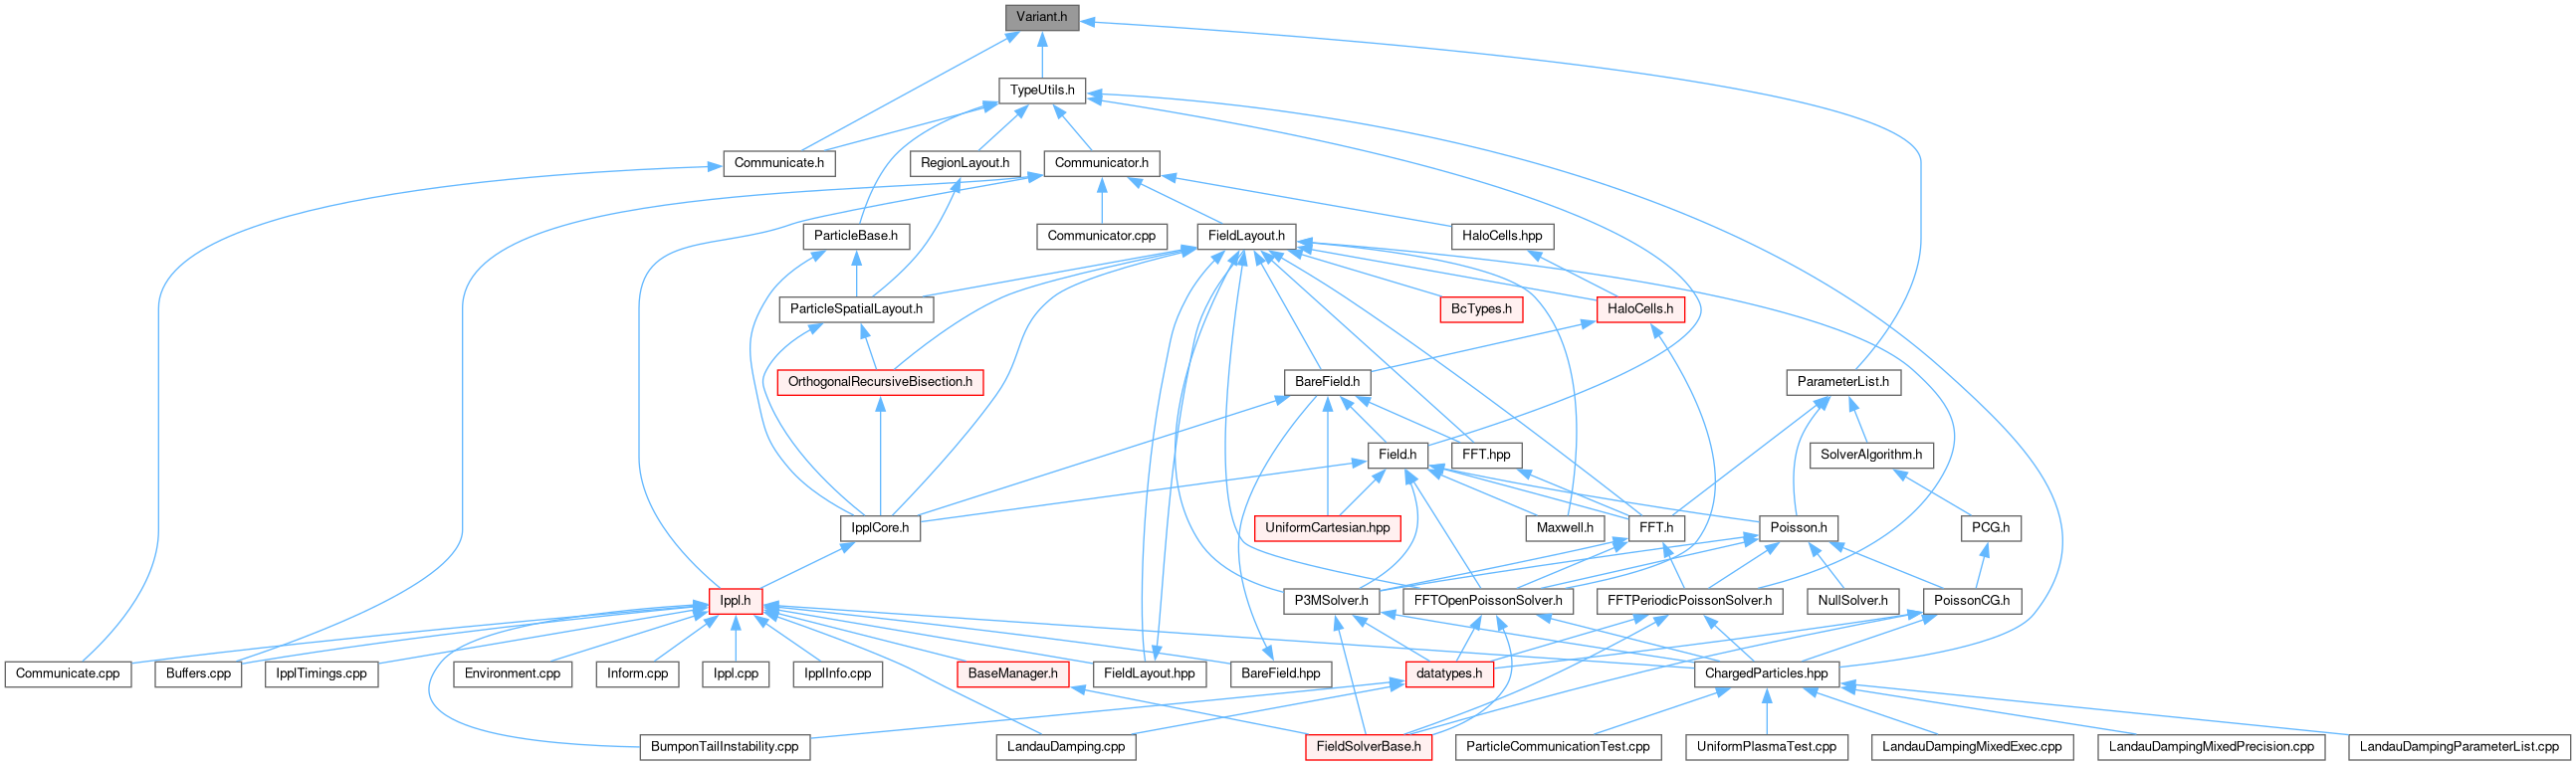 Variant.h
TypeUtils.h
Communicate.h
RegionLayout.h
Communicator.h
ParticleBase.h
Communicator.cpp
FieldLayout.h
HaloCells.hpp
ParticleSpatialLayout.h
BcTypes.h
HaloCells.h
OrthogonalRecursiveBisection.h
BareField.h
ParameterList.h
Field.h
FFT.hpp
SolverAlgorithm.h
IpplCore.h
UniformCartesian.hpp
Maxwell.h
FFT.h
Poisson.h
PCG.h
Ippl.h
P3MSolver.h
FFTOpenPoissonSolver.h
FFTPeriodicPoissonSolver.h
NullSolver.h
PoissonCG.h
Communicate.cpp
Buffers.cpp
IpplTimings.cpp
Environment.cpp
Inform.cpp
Ippl.cpp
IpplInfo.cpp
BaseManager.h
FieldLayout.hpp
BareField.hpp
datatypes.h
ChargedParticles.hpp
BumponTailInstability.cpp
LandauDamping.cpp
FieldSolverBase.h
ParticleCommunicationTest.cpp
UniformPlasmaTest.cpp
LandauDampingMixedExec.cpp
LandauDampingMixedPrecision.cpp
LandauDampingParameterList.cpp